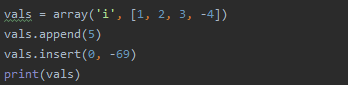 vals = array('i', [1, 2, 3, -4])
vals.append(5)
vals.insert(0, -69)
print(vals)